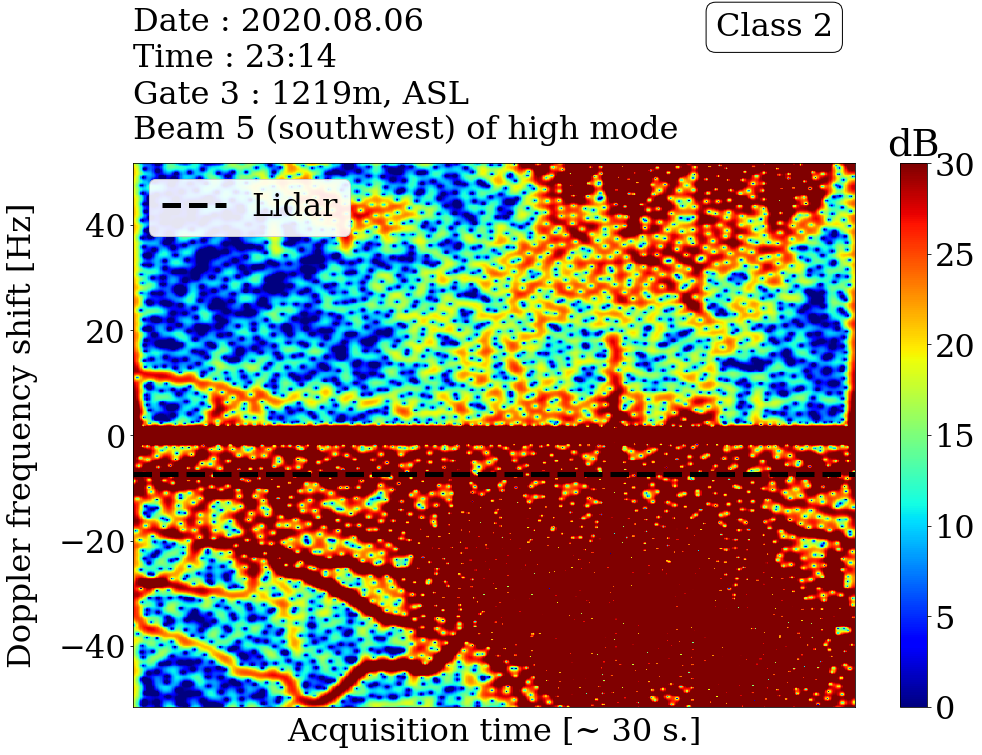 Date : 2020.08.06
Time : 23:14
Gate 3 : 1219m, ASL
Beam 5 (southwest) of high mode
Class 2
dB
Lidar
Doppler frequency shift [Hz]
40
20
0
−20
−40
Acquisition time [~ 30 s.]
30
25
20
15
10
5
0